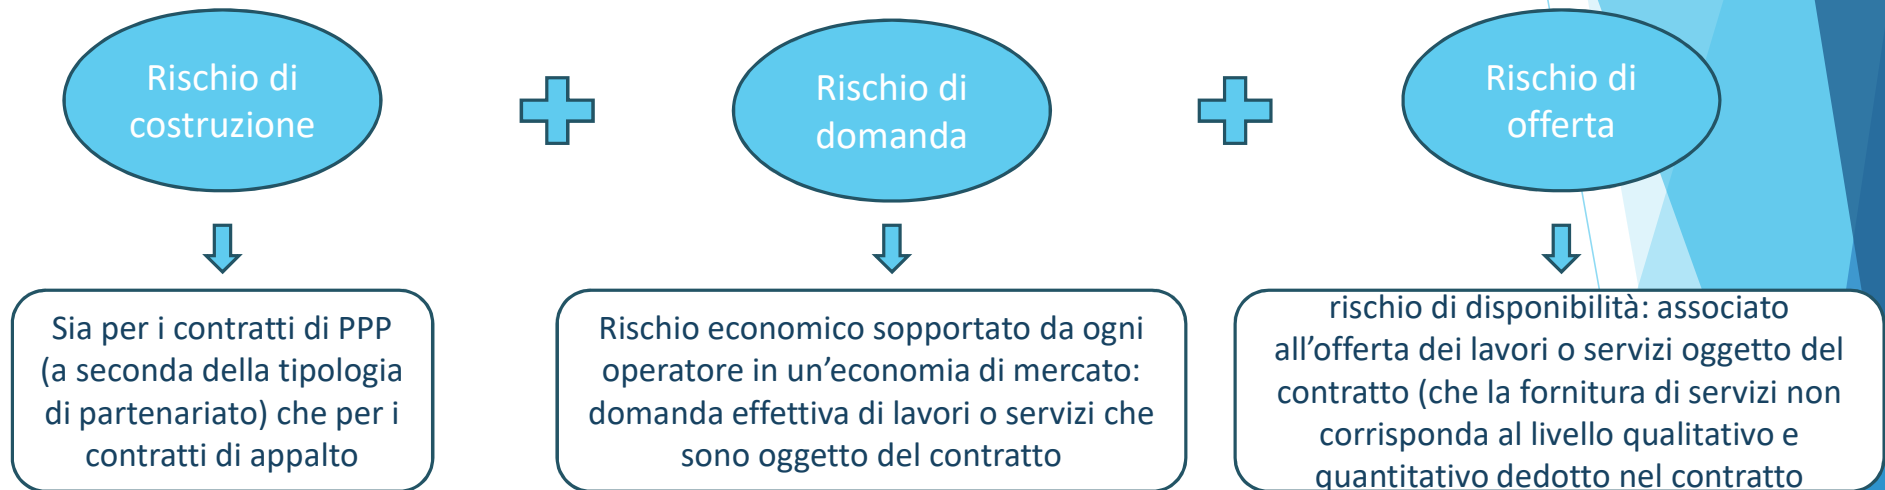 Rischio di
costruzione
Rischio di
domanda
Rischio di
offerta
Sia per i contratti di PPP
(a seconda della tipologia
di partenariato) che per i
contratti di appalto
Rischio economico sopportato da ogni
operatore in un’economia di mercato:
domanda effettiva di lavori o servizi che
sono oggetto del contratto
rischio di disponibilità: associato
all’offerta dei lavori o servizi oggetto del
contratto (che la fornitura di servizi non
corrisponda al livello qualitativo e
quantitativo dedotto nel contratto